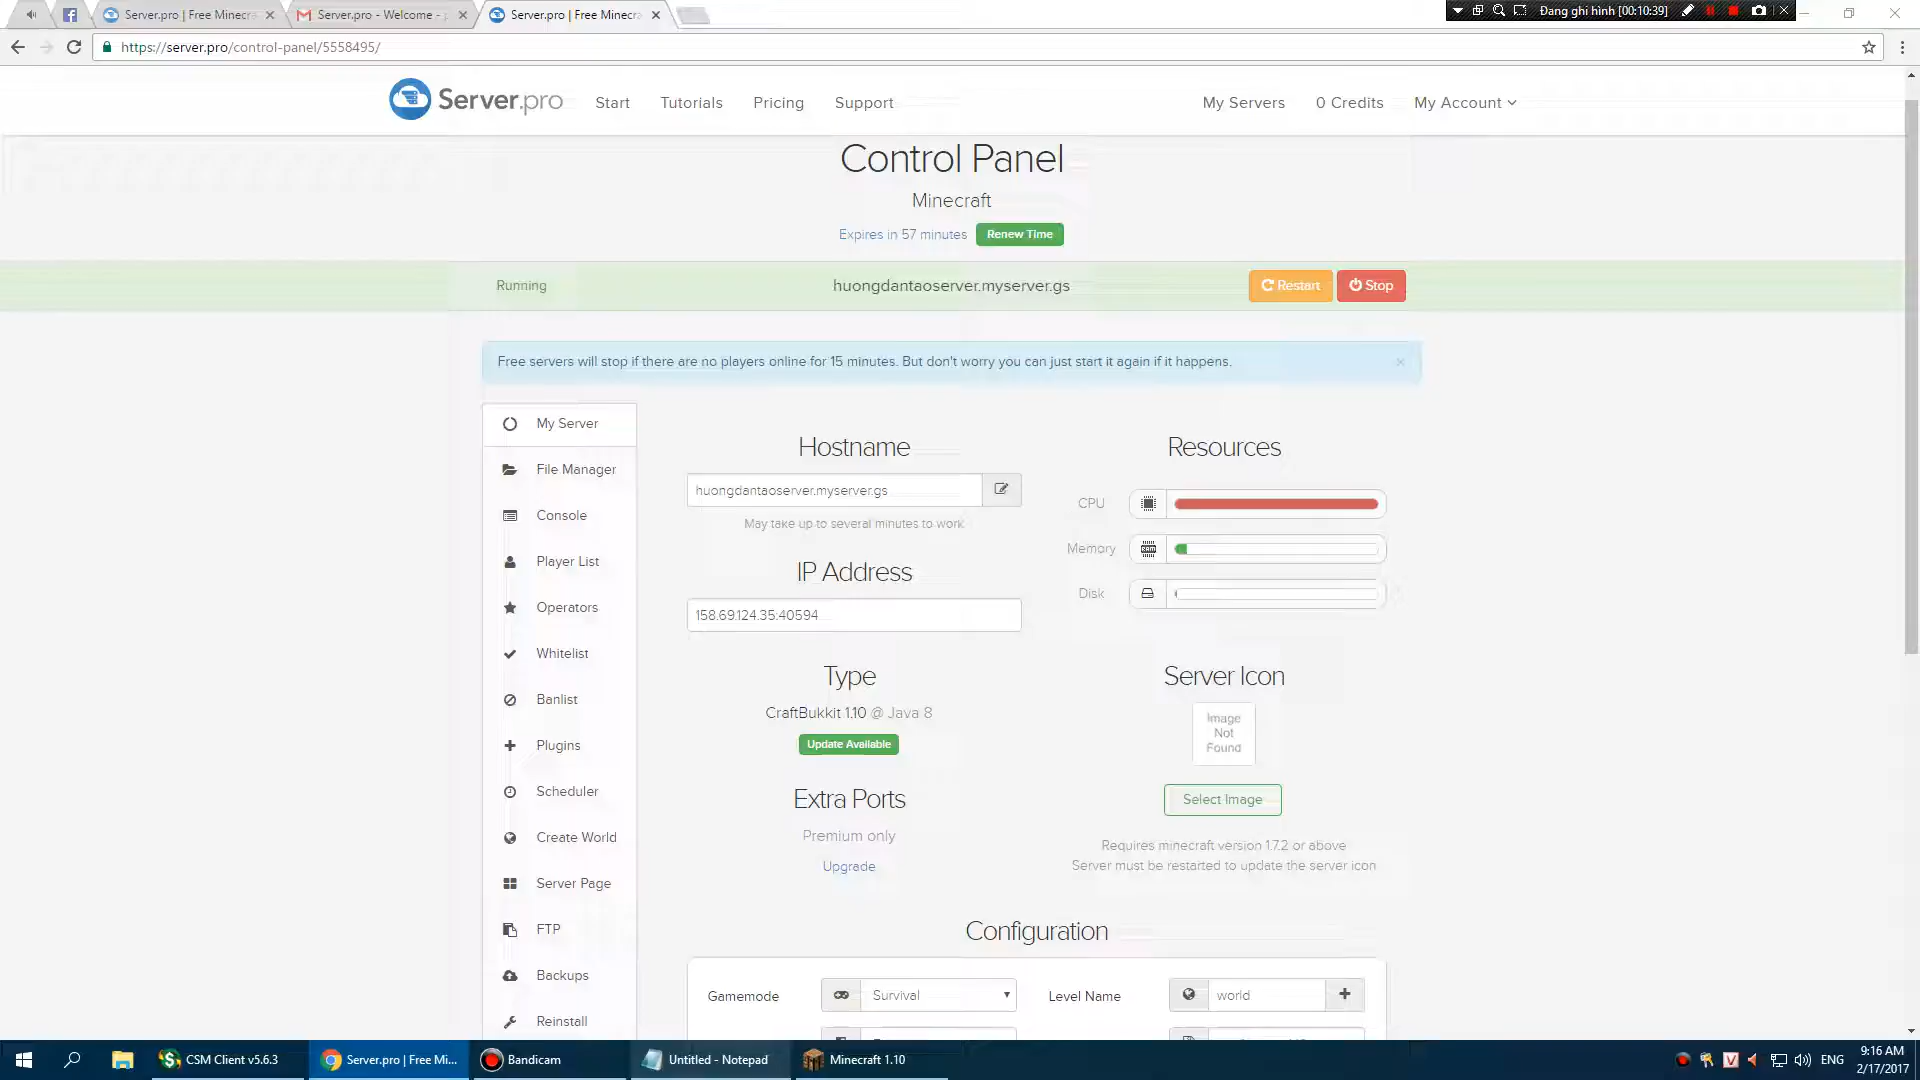 Server.pro | Free Minecra
Server.pro - Welcome -
Server.pro | Free Minecra
Đang ghi hình [00:10:39]
https://server.pro/control-panel/5558495/
Server.pro
Start
Tutorials
Pricing
Support
My Servers
0 Credits
My Account
Control Panel
Minecraft
Expires in 57 minutes
Renew Time
Running
huongdantaoserver.myserver.gs
Restart
Stop
Free servers will stop if there are no players online for 15 minutes. But don't worry you can just start it again if it happens.
×
My Server
File Manager
Console
Player List
Operators
Whitelist
Banlist
Plugins
Scheduler
Create World
Server Page
FTP
Backups
Reinstall
Hostname
huongdantaoserver.myserver.gs
May take up to several minutes to work
IP Address
158.69.124.35:40594
Type
CraftBukkit 1.10 @ Java 8
Update Available
Extra Ports
Premium only
Upgrade
Resources
CPU
Memory
Disk
Server Icon
Image
Not
Found
Select Image
Requires minecraft version 1.7.2 or above
Server must be restarted to update the server icon
Configuration
Gamemode
Survival
Level Name
world
CSM Client v5.6.3
Server.pro | Free Mi...
Bandicam
Untitled - Notepad
Minecraft 1.10
ENG
9:16 AM
2/17/2017